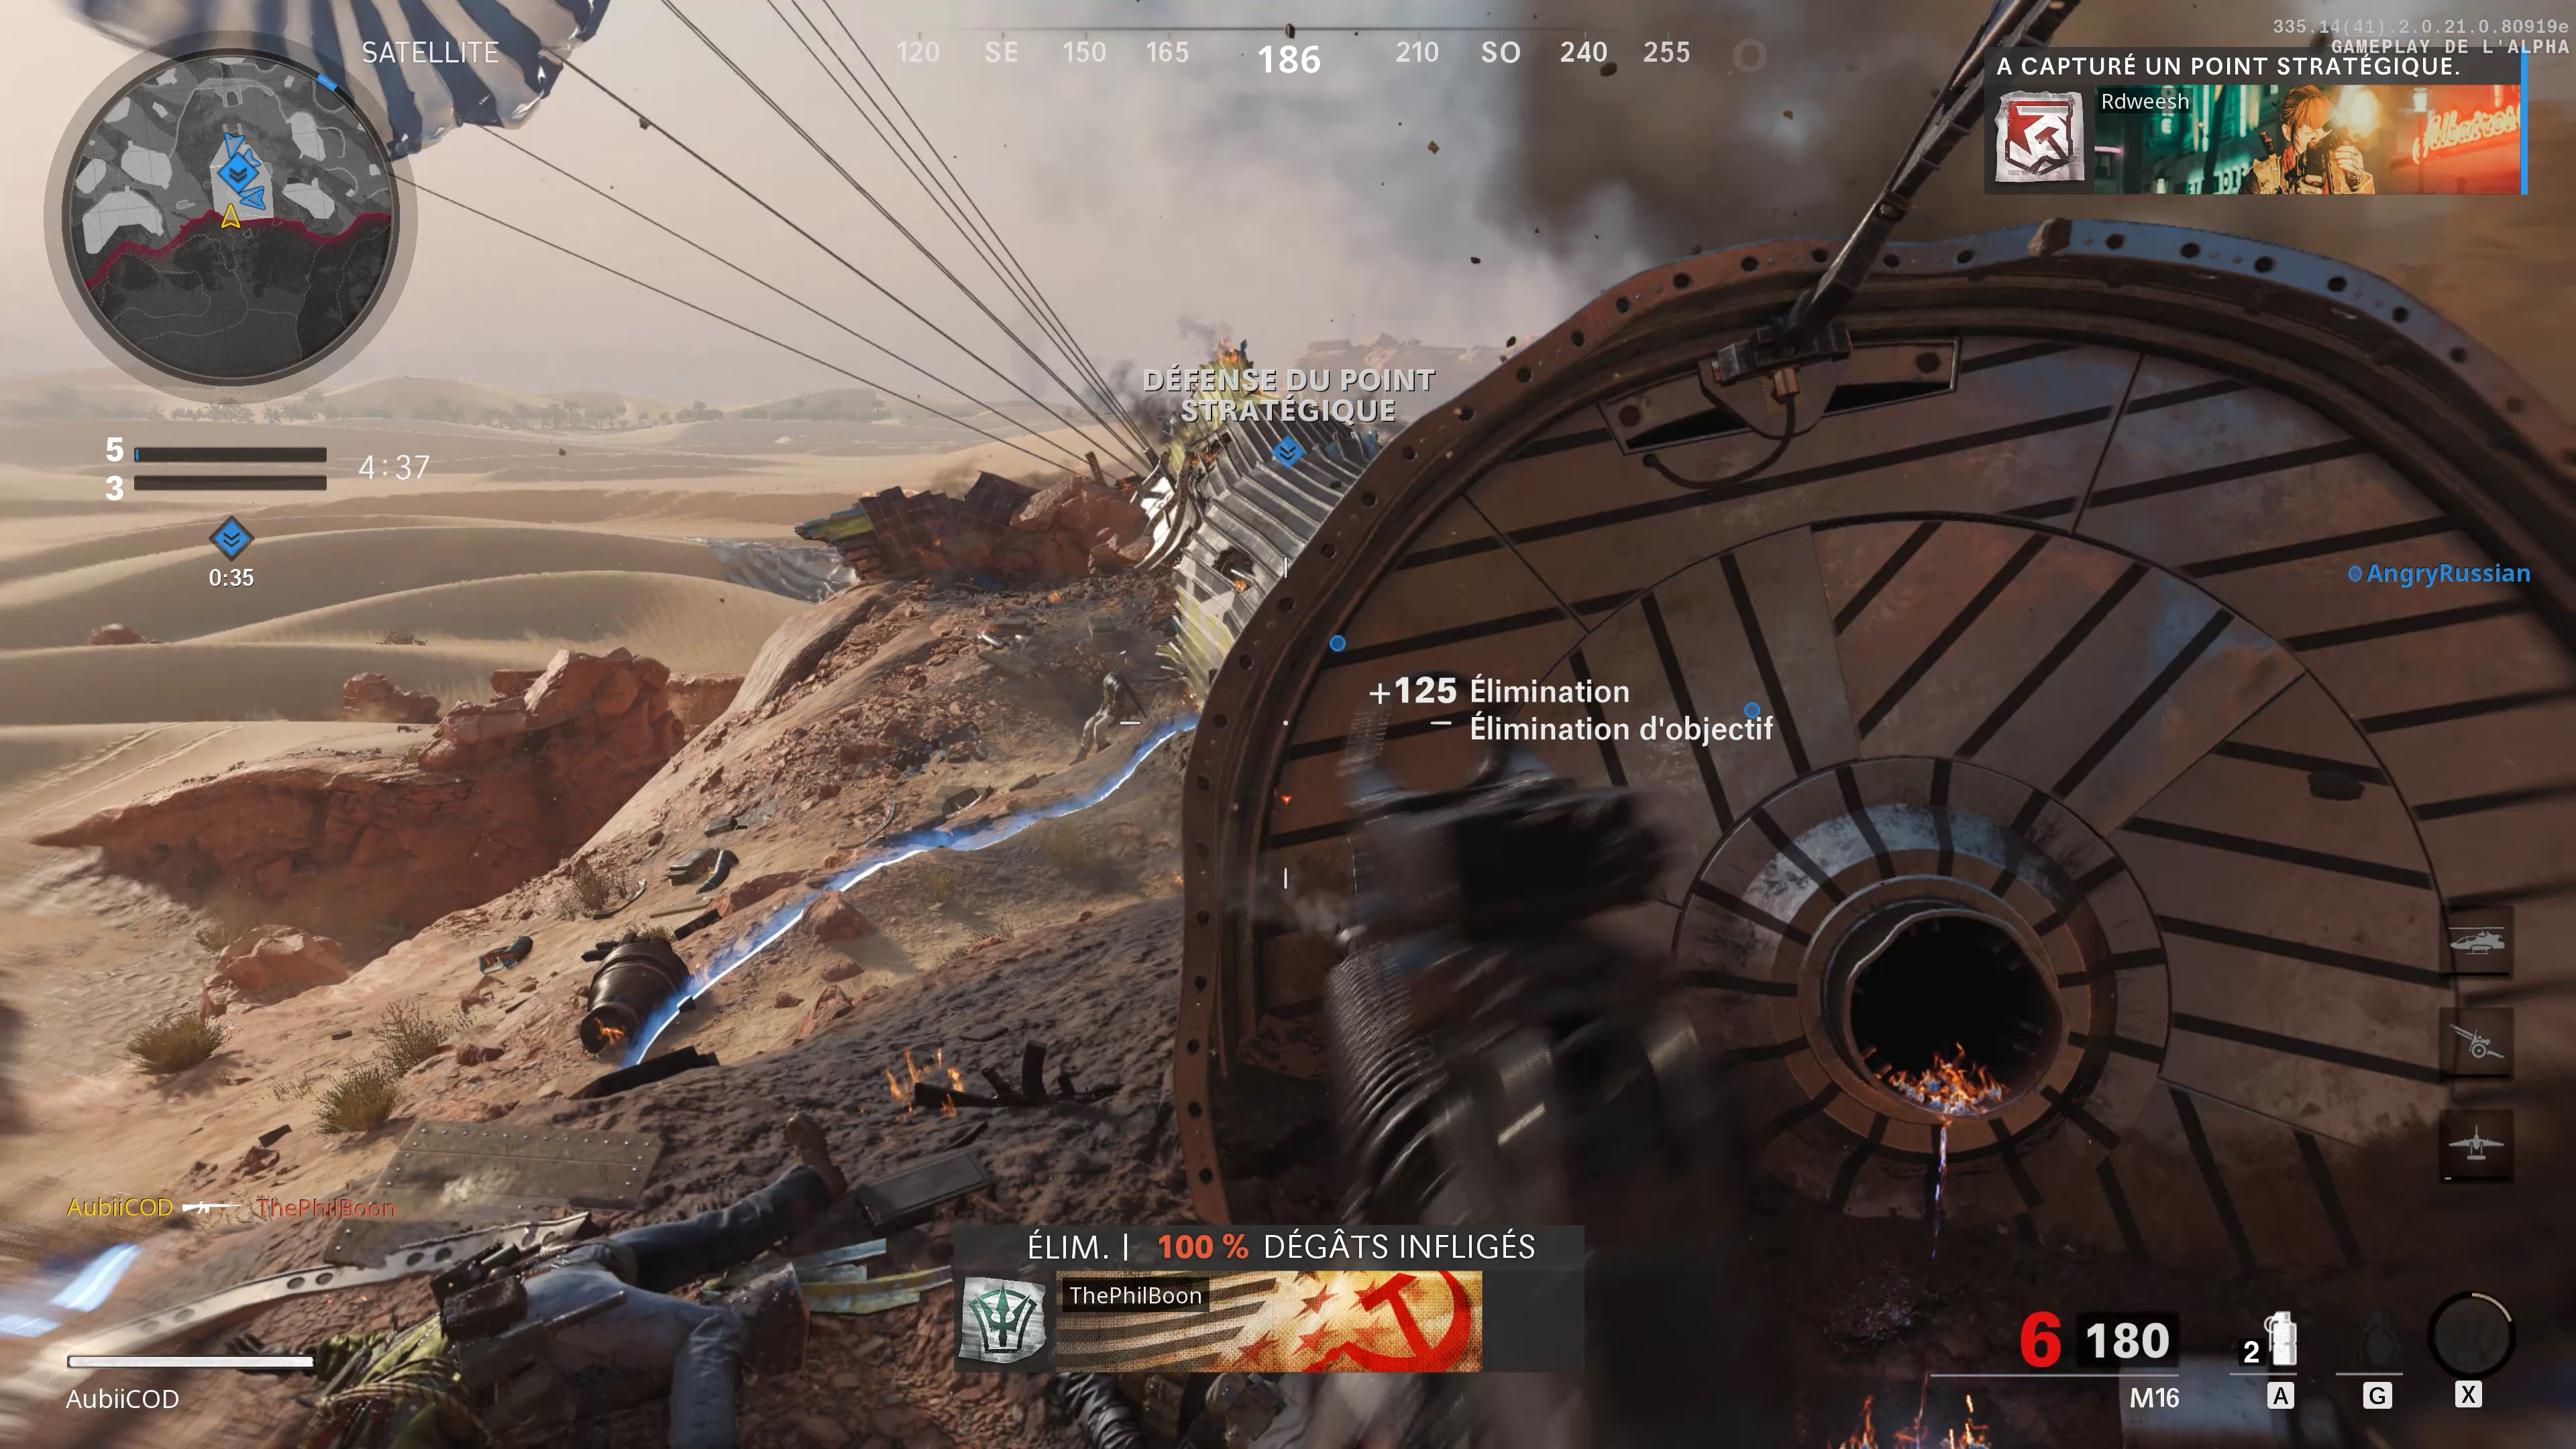 SATELLITE
120 SE 150 165 186 210 SO 240 255 O
335.14(41).2.0.21.0.80919e
GAMEPLAY DE L'ALPHA
A CAPTURÉ UN POINT STRATÉGIQUE.
Rdweesh
DÉFENSE DU POINT
STRATÉGIQUE
5
4:37
3
0:35
AngryRussian
+125 Élimination
Élimination d'objectif
AubiiCOD ThePhilBoon
ÉLIM. | 100 % DÉGÂTS INFLIGÉS
ThePhilBoon
6 180
2
M16
A
G
X
AubiiCOD